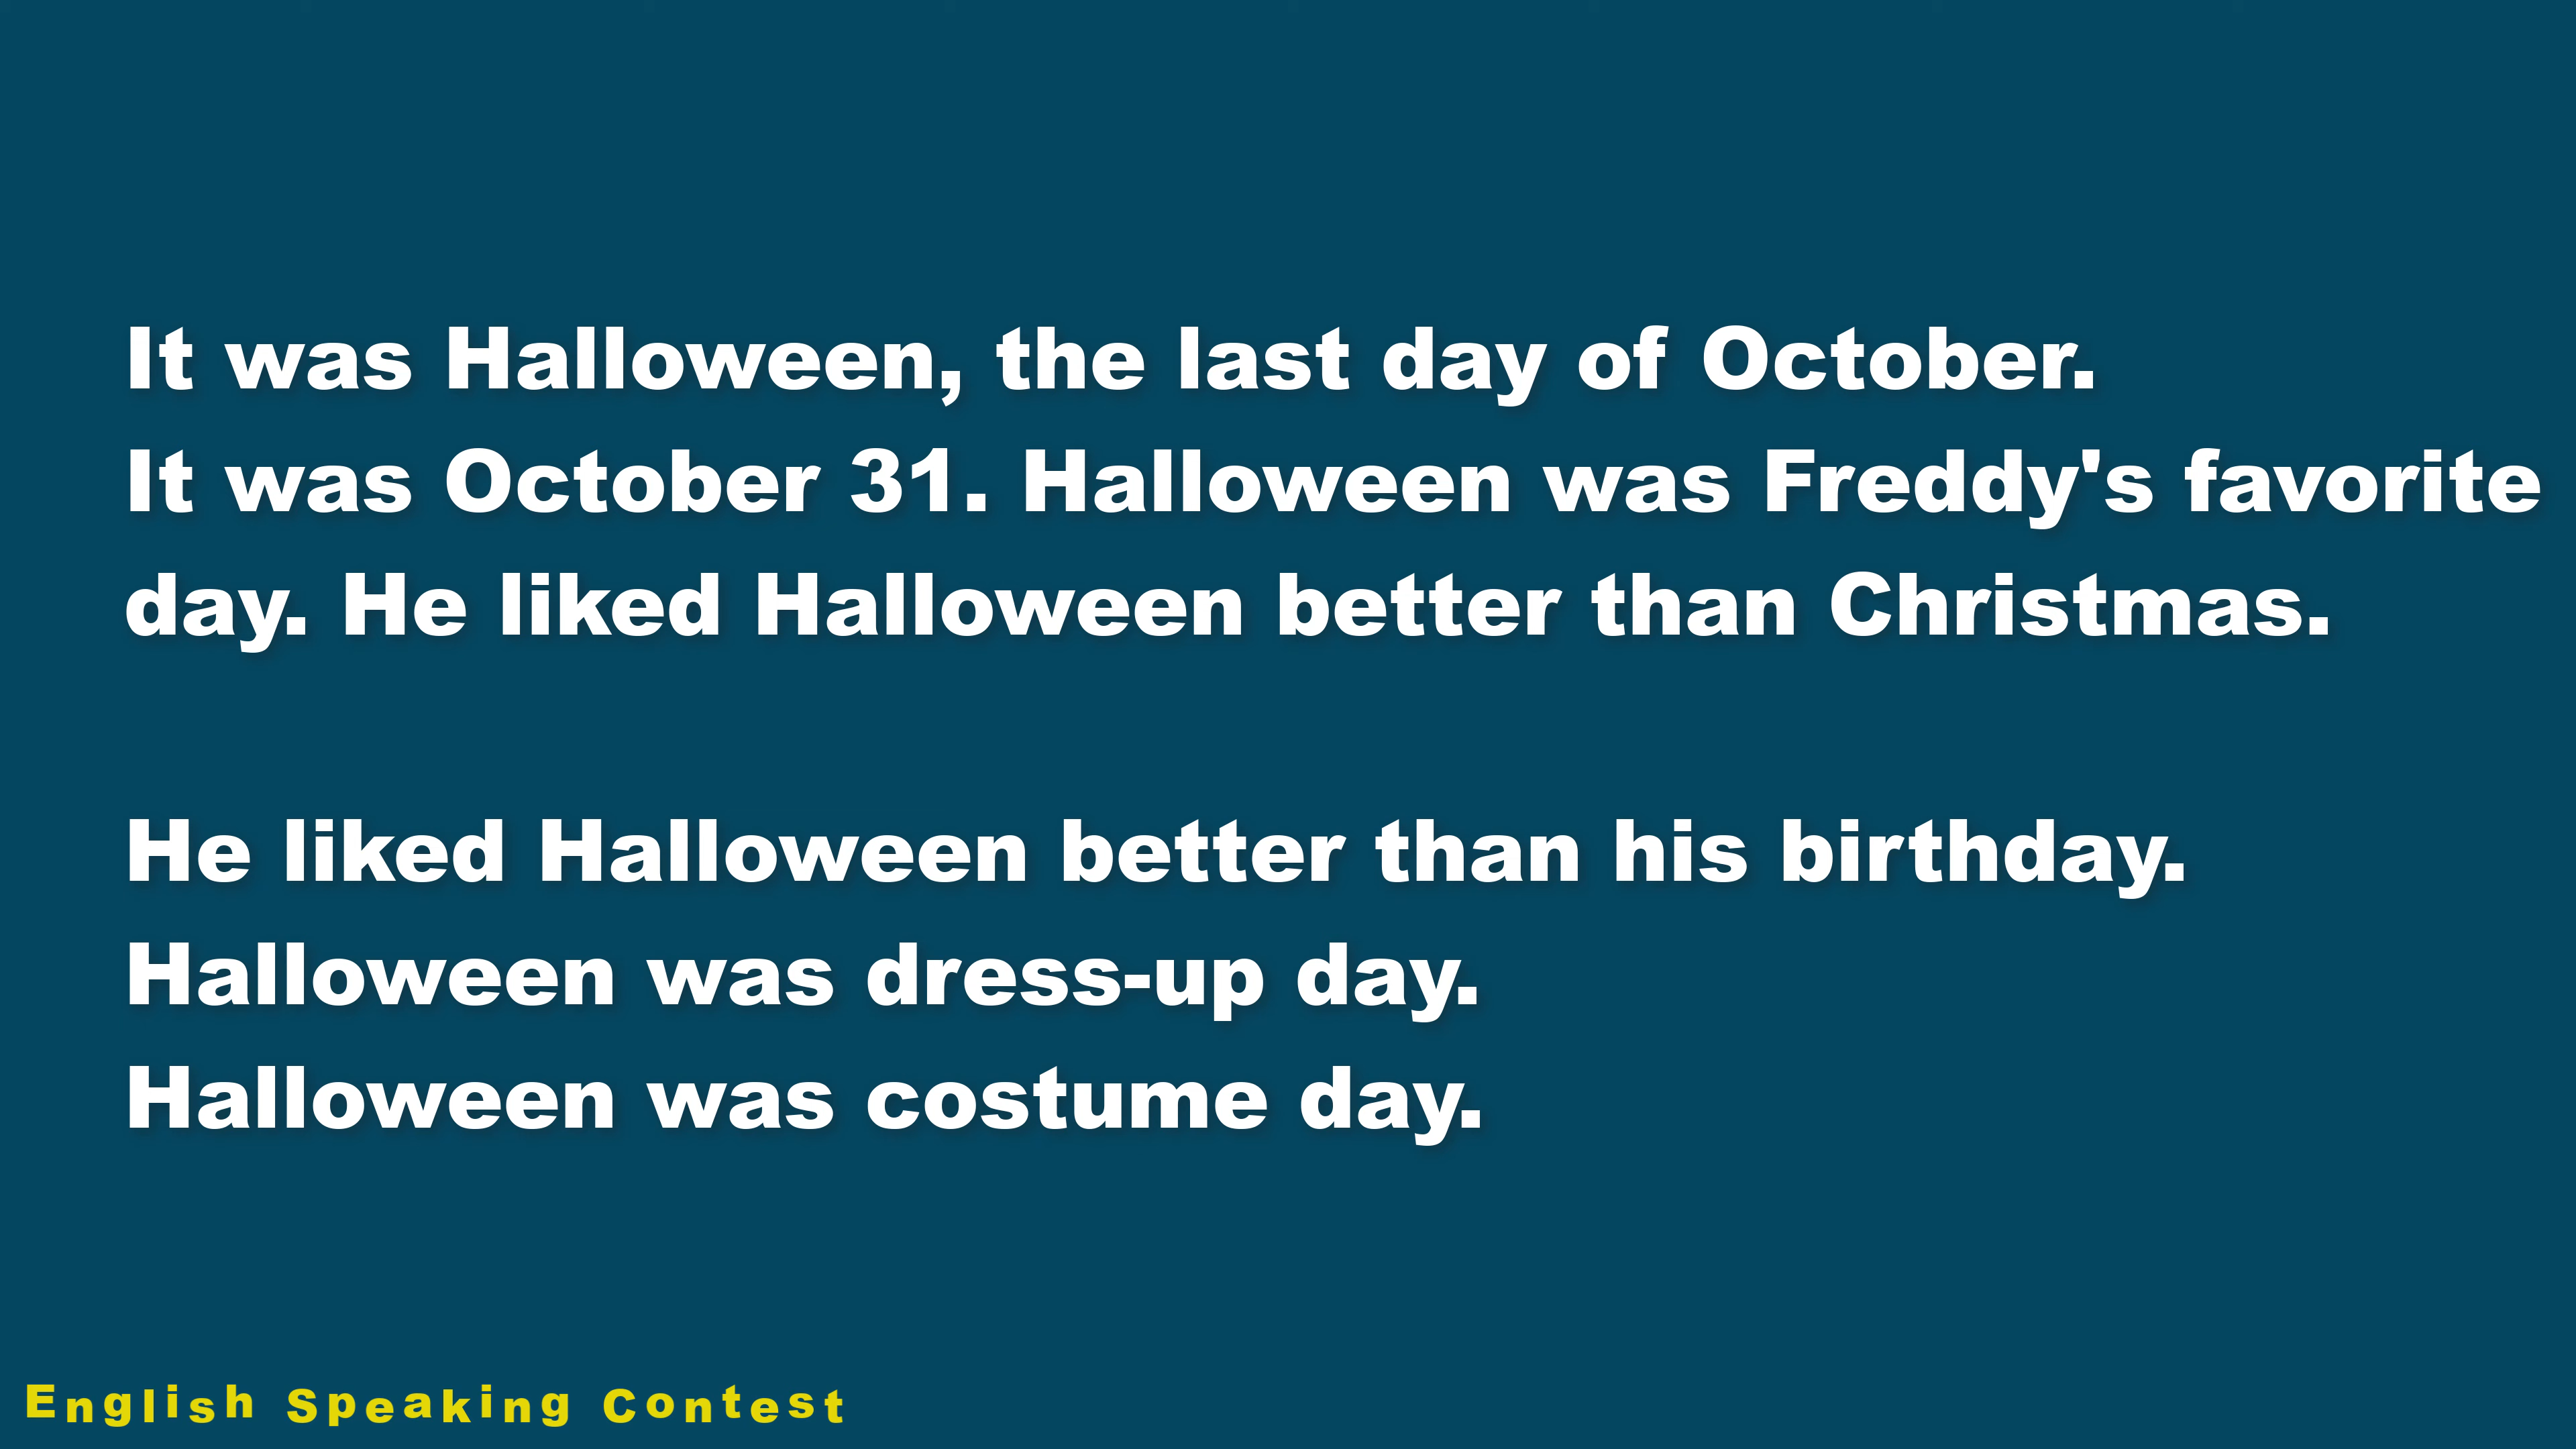 It was Halloween, the last day of October.
It was October 31. Halloween was Freddy's favorite
day. He liked Halloween better than Christmas.
He liked Halloween better than his birthday.
Halloween was dress-up day.
Halloween was costume day.
English Speaking Contest